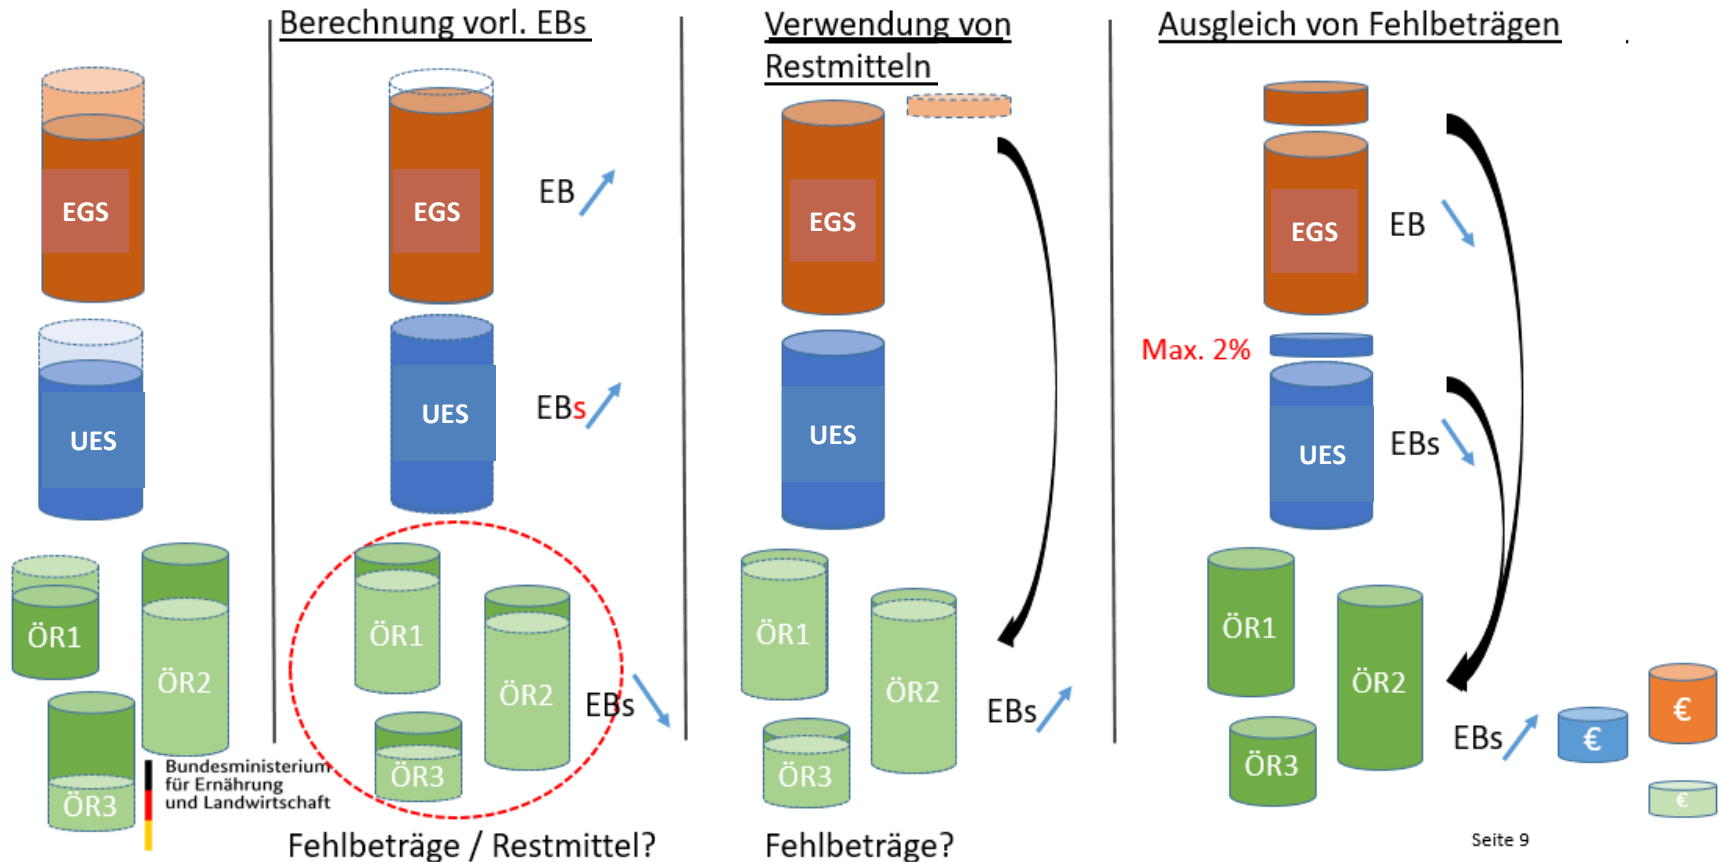 Berechnung vorl. EBs
Verwendung von
Restmitteln
Ausgleich von Fehlbeträgen
EGS
UES
ÖR1
ÖR2
ÖR3
EGS
EB
UES
EBs
ÖR1
ÖR2
EBs
ÖR3
Fehlbeträge / Restmittel?
EGS
UES
ÖR1
ÖR2
EBs
ÖR3
Fehlbeträge?
EGS
EB
Max. 2%
UES
EBs
ÖR1
ÖR2
ÖR3
EBs
€
€
€
Bundesministerium
für Ernährung
und Landwirtschaft
Seite 9